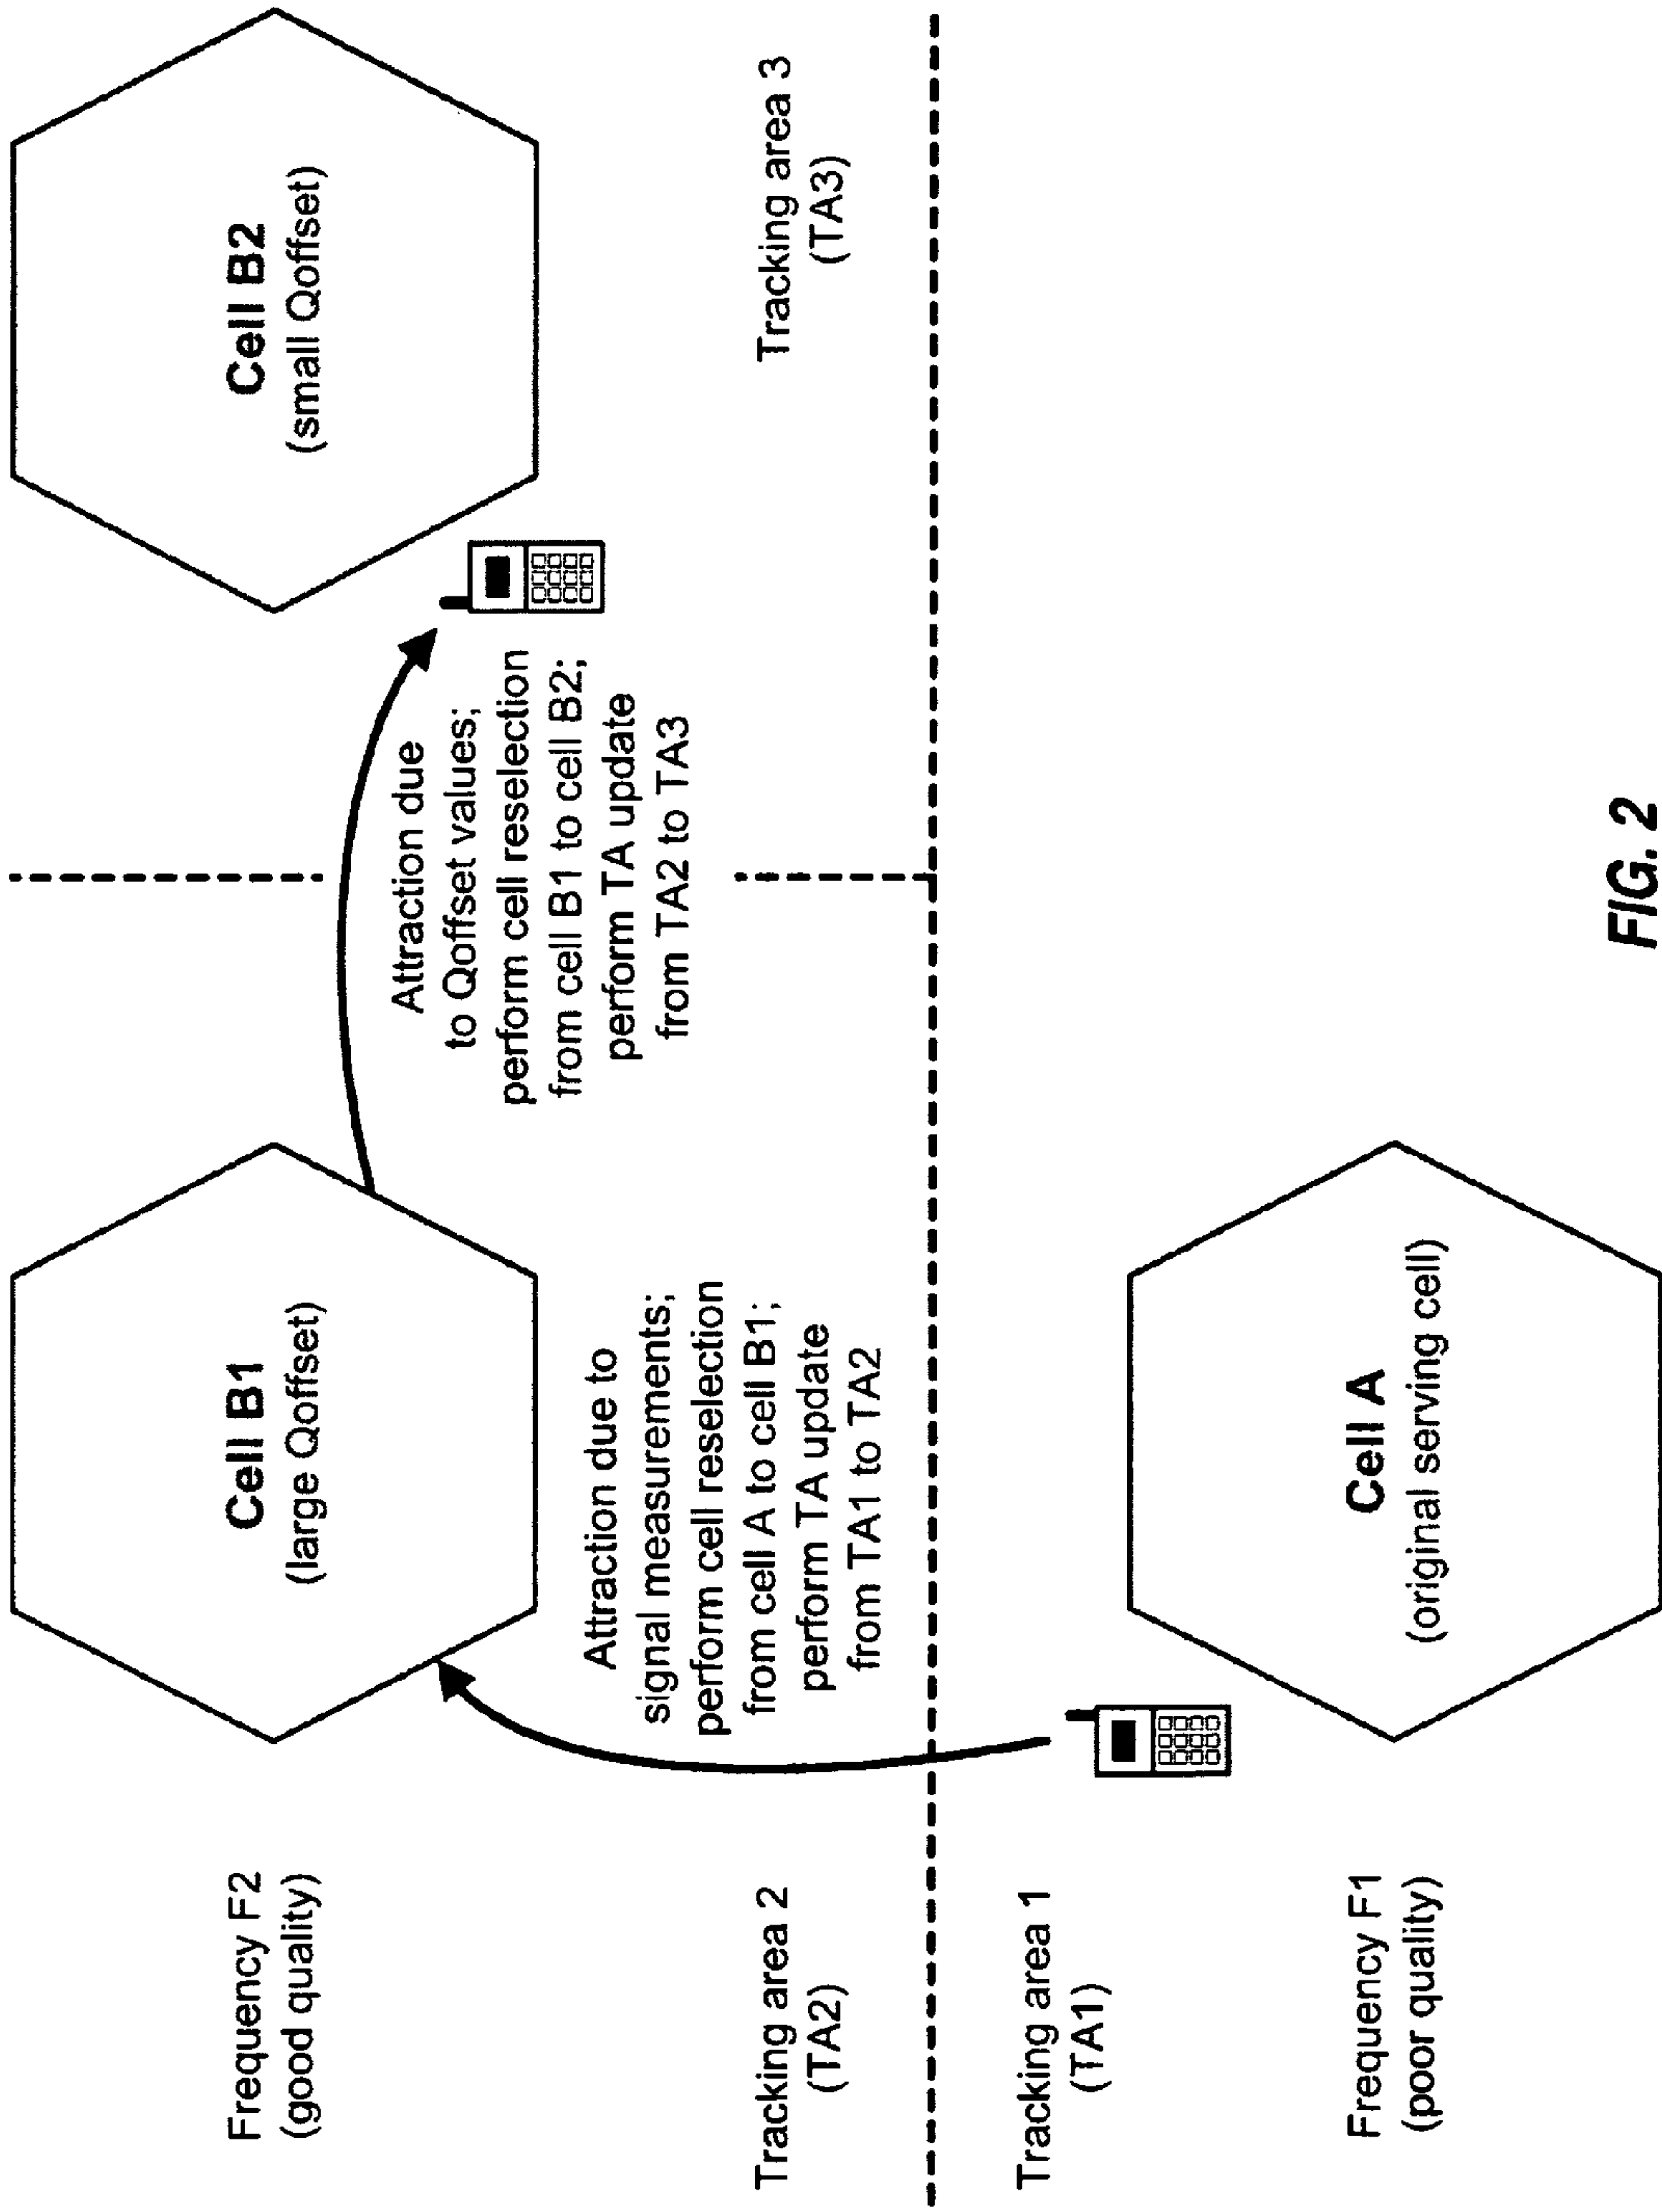 Frequency F2
(good quality)
Cell B1
(large Qoffset)
Cell B2
(small Qoffset)
Attraction due
to Qoffset values;
perform cell reselection
from cell B1 to cell B2;
perform TA update
from TA2 to TA3
Attraction due to
signal measurements;
perform cell reselection
from cell A to cell B1;
perform TA update
from TA1 to TA2
Tracking area 2
(TA2)
Tracking area 3
(TA3)
Tracking area 1
(TA1)
Frequency F1
(poor quality)
Cell A
(original serving cell)
FIG. 2